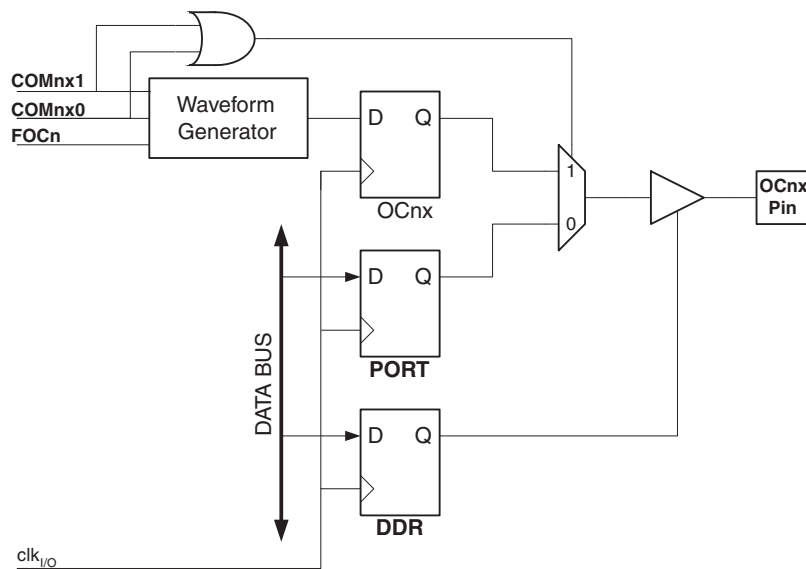 COMnx1
COMnx0
FOCn
Waveform
Generator
D Q
OCnx
1
0
OCnx
Pin
D Q
PORT
DATA BUS
D Q
DDR
clkI/O